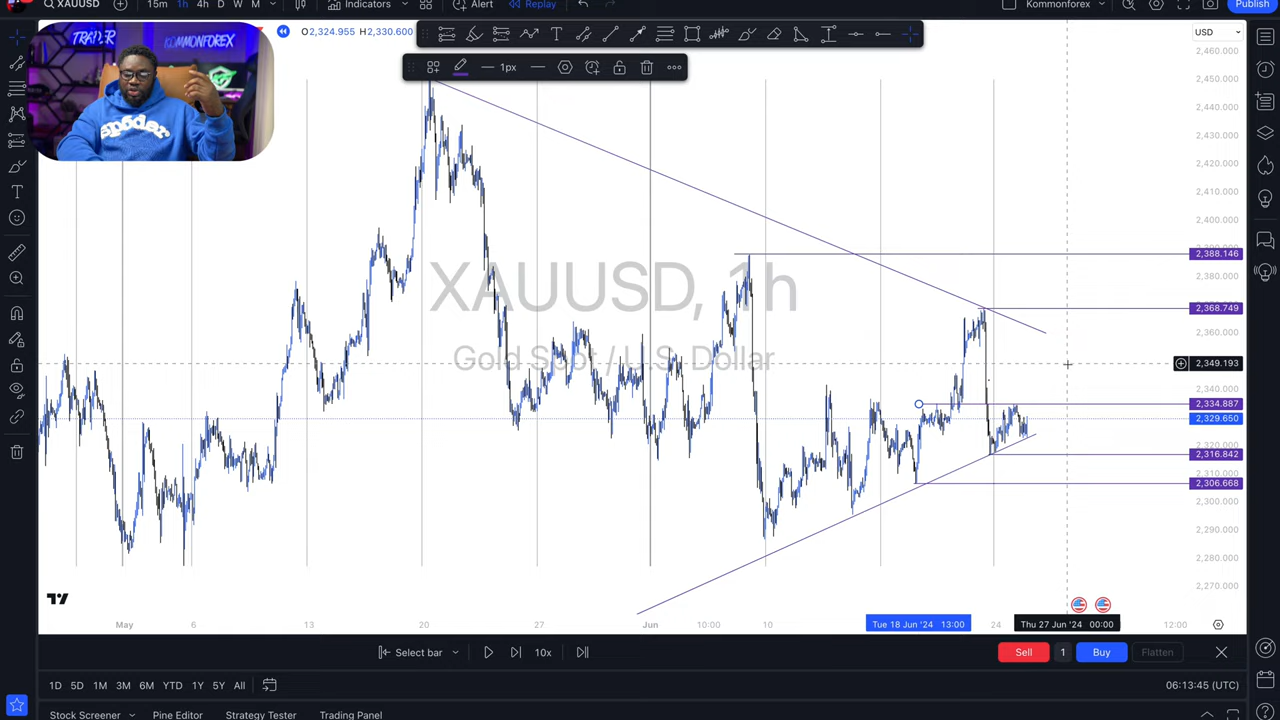 XAUUSD 15m 1h 4h D W M Indicators Alert Replay Kommonforex Publish
TRAPER KOMMONFOREX
O2,324.955 H2,330.600
1px
USD
2,460.000
2,450.000
2,440.000
2,430.000
2,420.000
2,410.000
2,400.000
2,388.146
2,380.000
2,368.749
2,360.000
2,349.193
2,340.000
2,334.887
2,329.650
2,320.000
2,316.842
2,310.000
2,306.668
2,300.000
2,290.000
2,280.000
2,270.000
XAUUSD, 1h
Gold Spot / U.S. Dollar
May 6 13 20 27 Jun 10:00 10 Tue 18 Jun '24 13:00 24 Thu 27 Jun '24 00:00 12:00
Select bar 10x Sell 1 Buy Flatten
1D 5D 1M 3M 6M YTD 1Y 5Y All 06:13:45 (UTC)
Stock Screener Pine Editor Strategy Tester Trading Panel